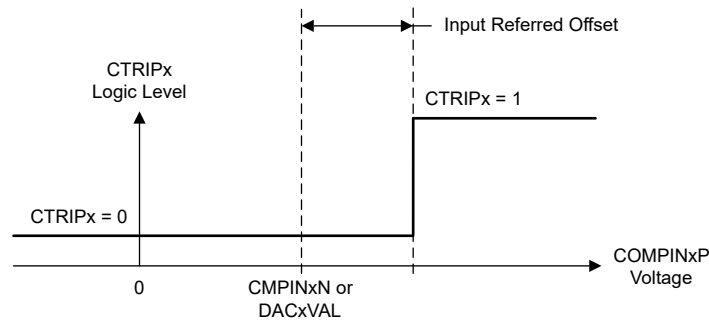 Input Referred Offset
CTRIPx
Logic Level
CTRIPx = 1
CTRIPx = 0
COMPINxP
Voltage
0
CMPINxN or
DACxVAL